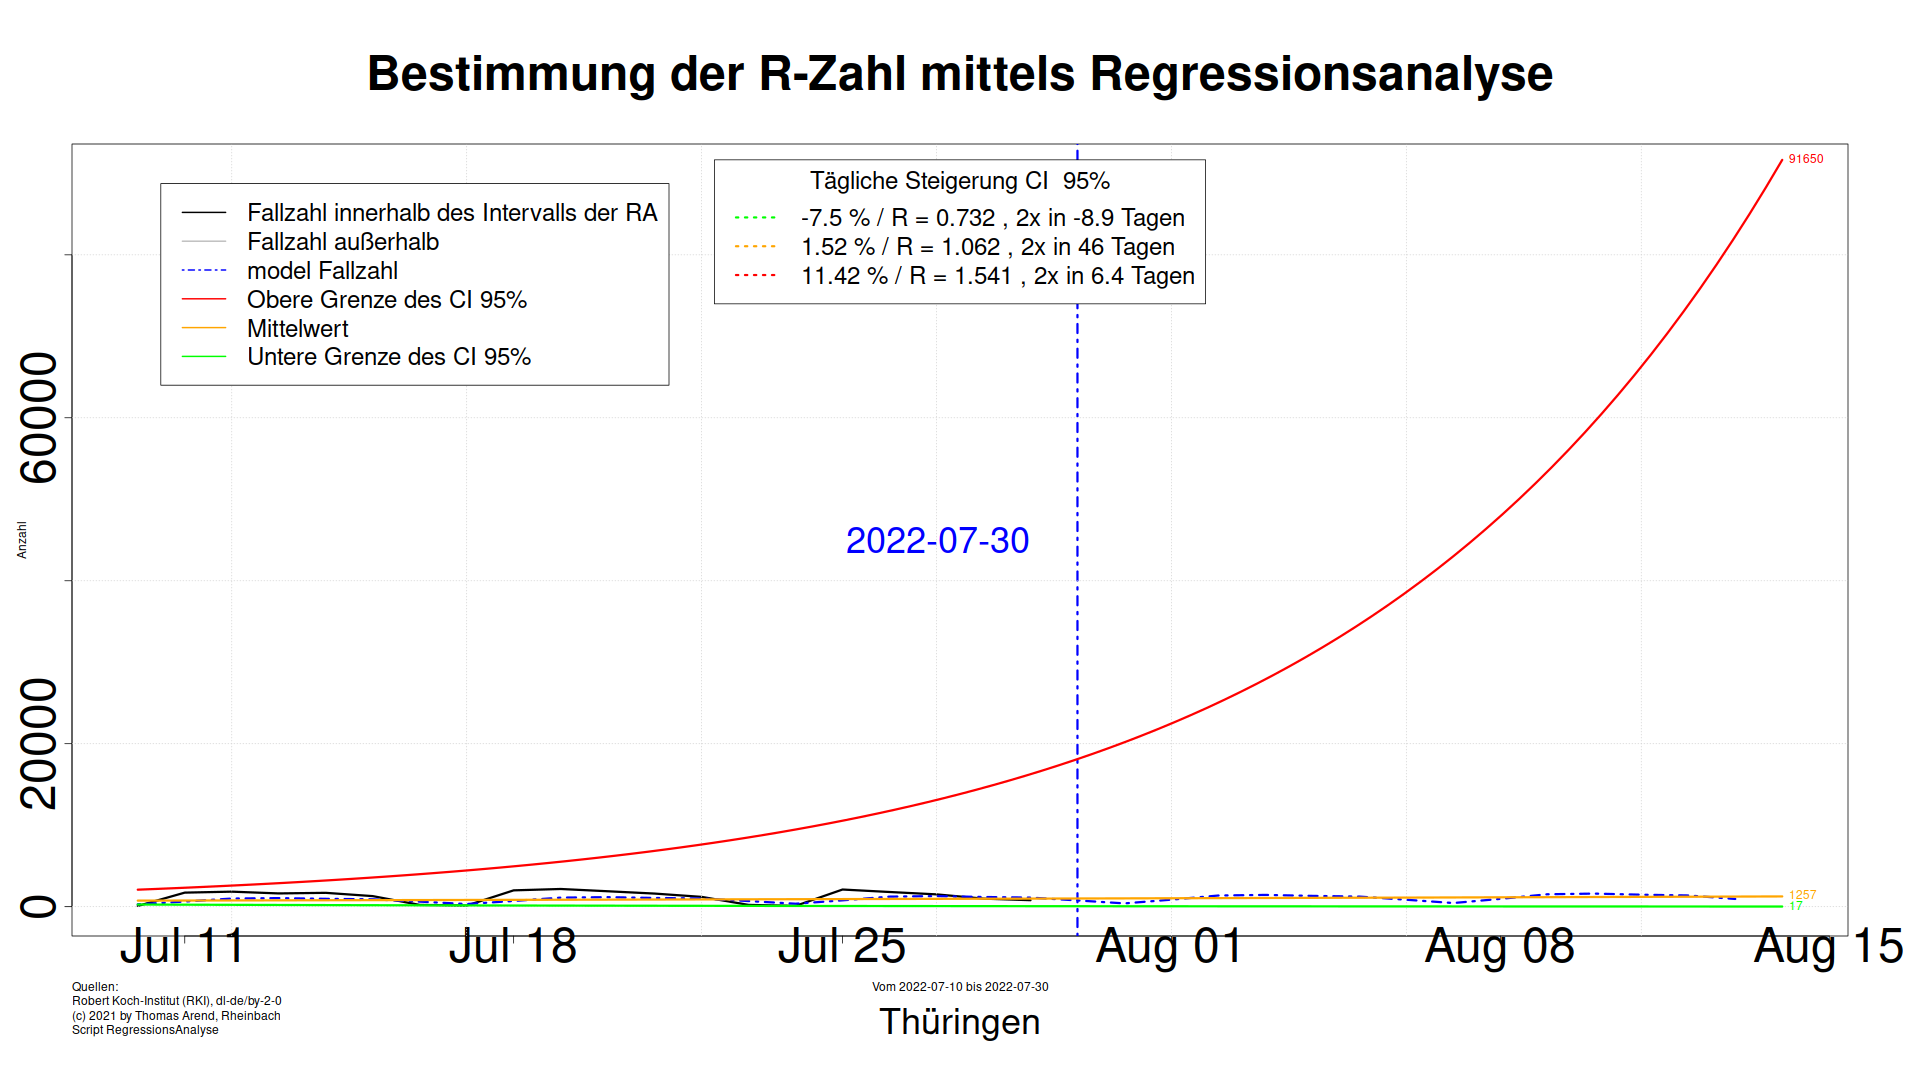 Bestimmung der R-Zahl mittels Regressionsanalyse
Fallzahl innerhalb des Intervalls der RA
Fallzahl außerhalb
model Fallzahl
Obere Grenze des CI 95%
Mittelwert
Untere Grenze des CI 95%
Tägliche Steigerung CI 95%
-7.5 % / R = 0.732 , 2x in -8.9 Tagen
1.52 % / R = 1.062 , 2x in 46 Tagen
11.42 % / R = 1.541 , 2x in 6.4 Tagen
91650
60000
20000
0
Anzahl
2022-07-30
1257
17
Jul 11
Jul 18
Jul 25
Aug 01
Aug 08
Aug 15
Quellen:
Robert Koch-Institut (RKI), dl-de/by-2-0
(c) 2021 by Thomas Arend, Rheinbach
Script RegressionsAnalyse
Vom 2022-07-10 bis 2022-07-30
Thüringen